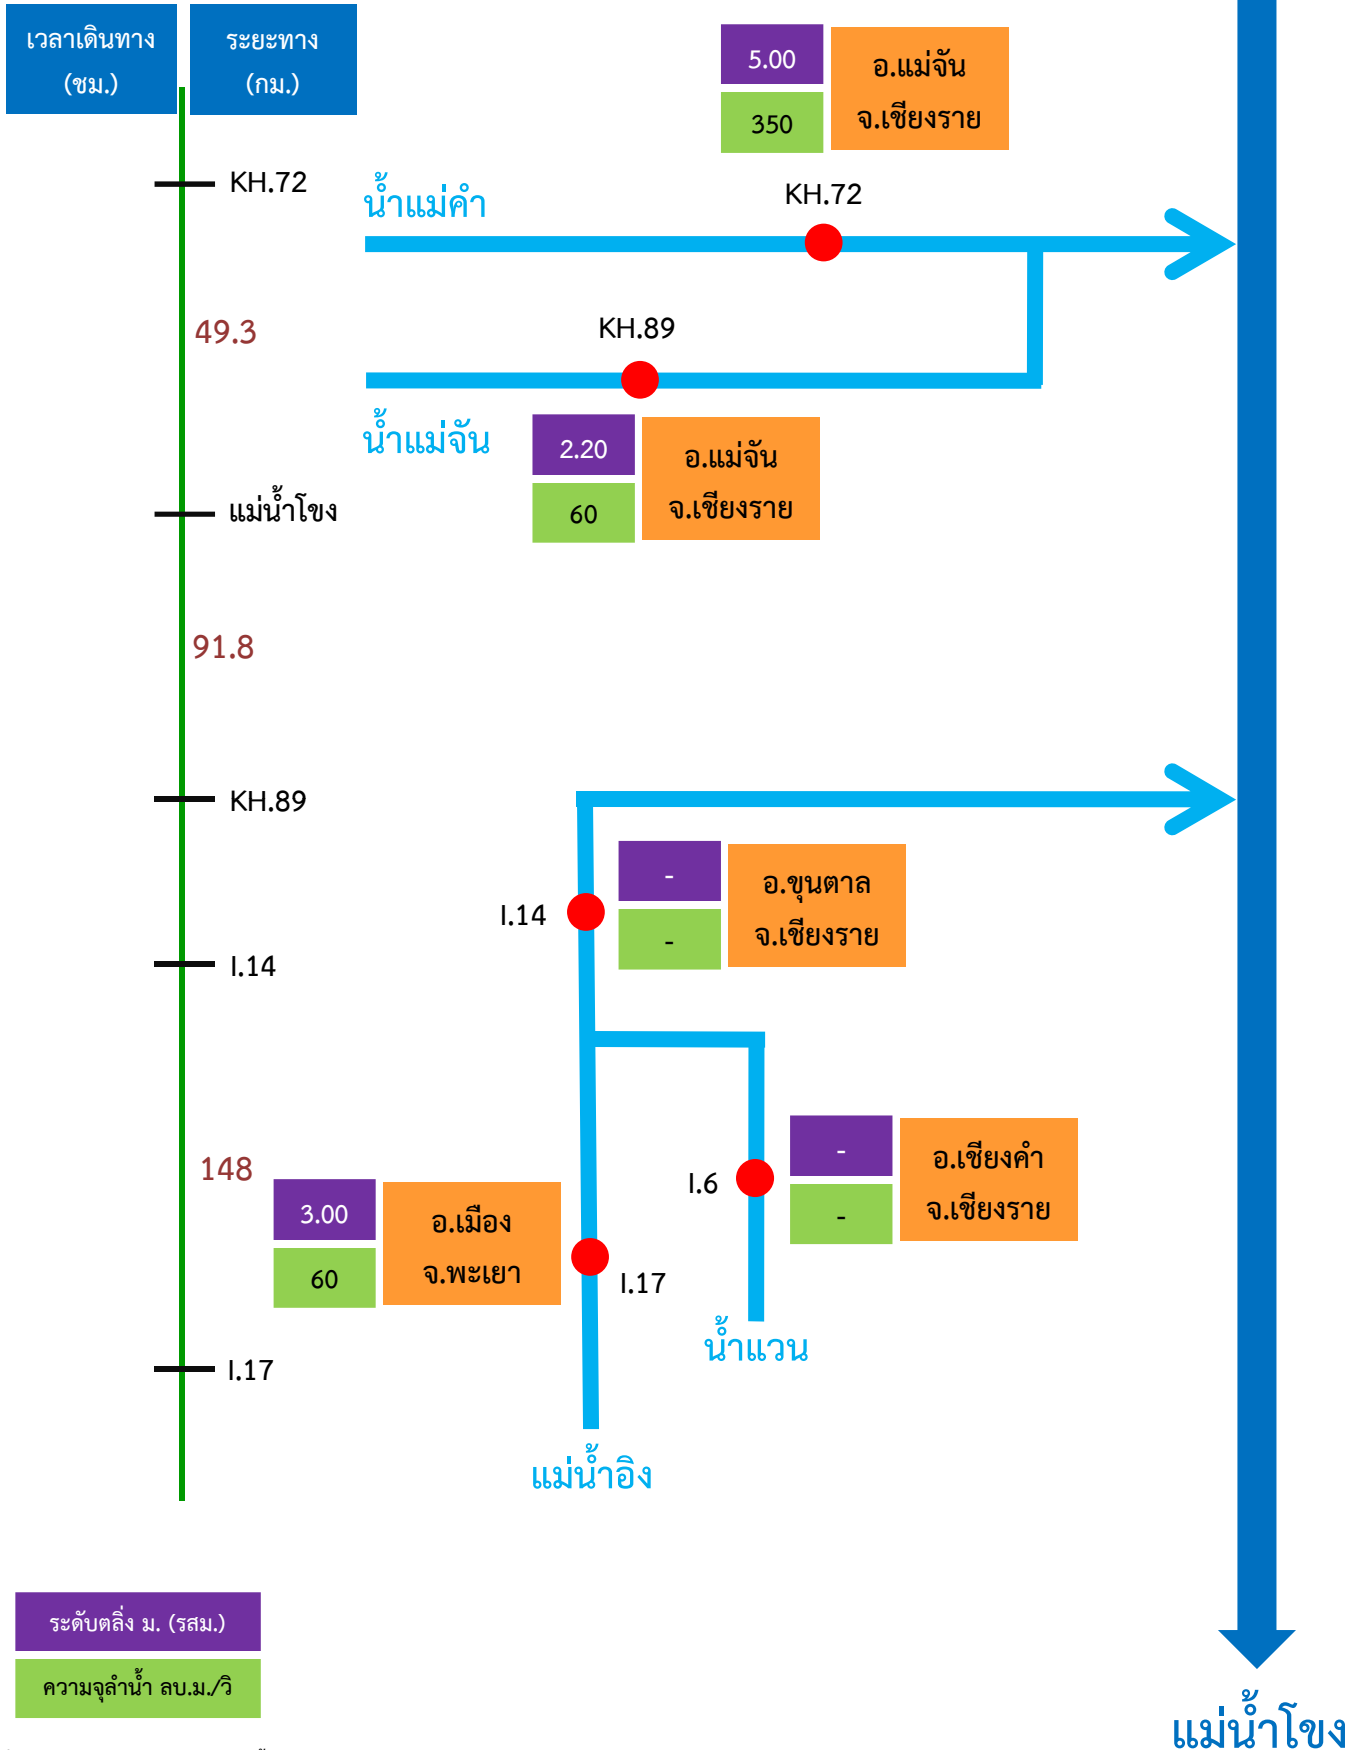 เวลาเดินทาง
(ชม.)
ระยะทาง
(กม.)
5.00
350
อ.แม่จัน
จ.เชียงราย
KH.72
น้ำแม่คำ
KH.72
49.3
KH.89
น้ำแม่จัน
2.20
60
อ.แม่จัน
จ.เชียงราย
แม่น้ำโขง
91.8
KH.89
-
-
อ.ขุนตาล
จ.เชียงราย
I.14
I.14
-
-
อ.เชียงคำ
จ.เชียงราย
I.6
148
3.00
60
อ.เมือง
จ.พะเยา
I.17
น้ำแวน
I.17
แม่น้ำอิง
ระดับตลิ่ง ม. (รสม.)
ความจุลำน้ำ ลบ.ม./วิ
แม่น้ำโขง